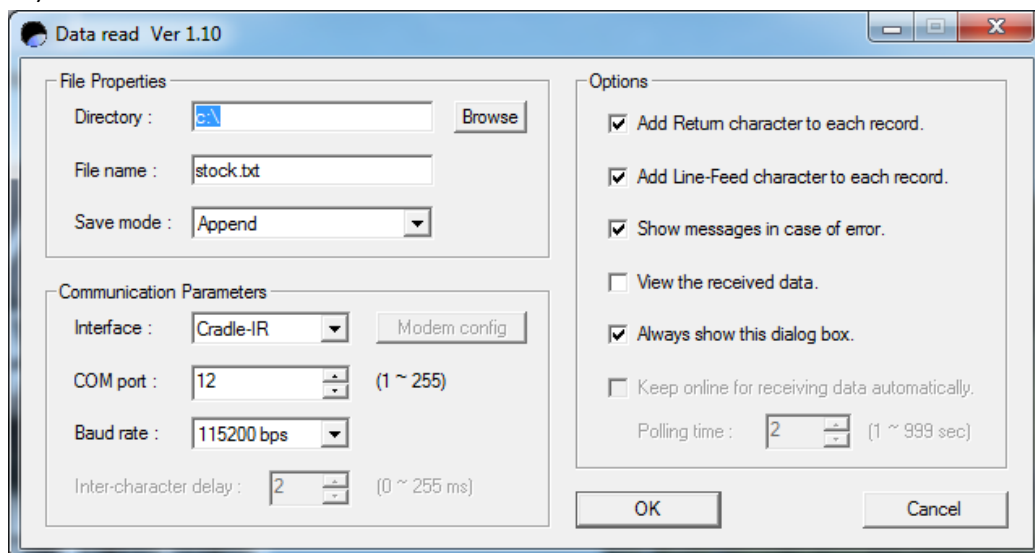 Data read Ver 1.10
File Properties
Directory : c:\ Browse
File name : stock.txt
Save mode : Append
Communication Parameters
Interface : Cradle-IR Modem config
COM port : 12 (1 ~ 255)
Baud rate : 115200 bps
Inter-character delay : 2 (0 ~ 255 ms)
Options
Add Return character to each record.
Add Line-Feed character to each record.
Show messages in case of error.
View the received data.
Always show this dialog box.
Keep online for receiving data automatically.
Polling time : 2 (1 ~ 999 sec)
OK Cancel